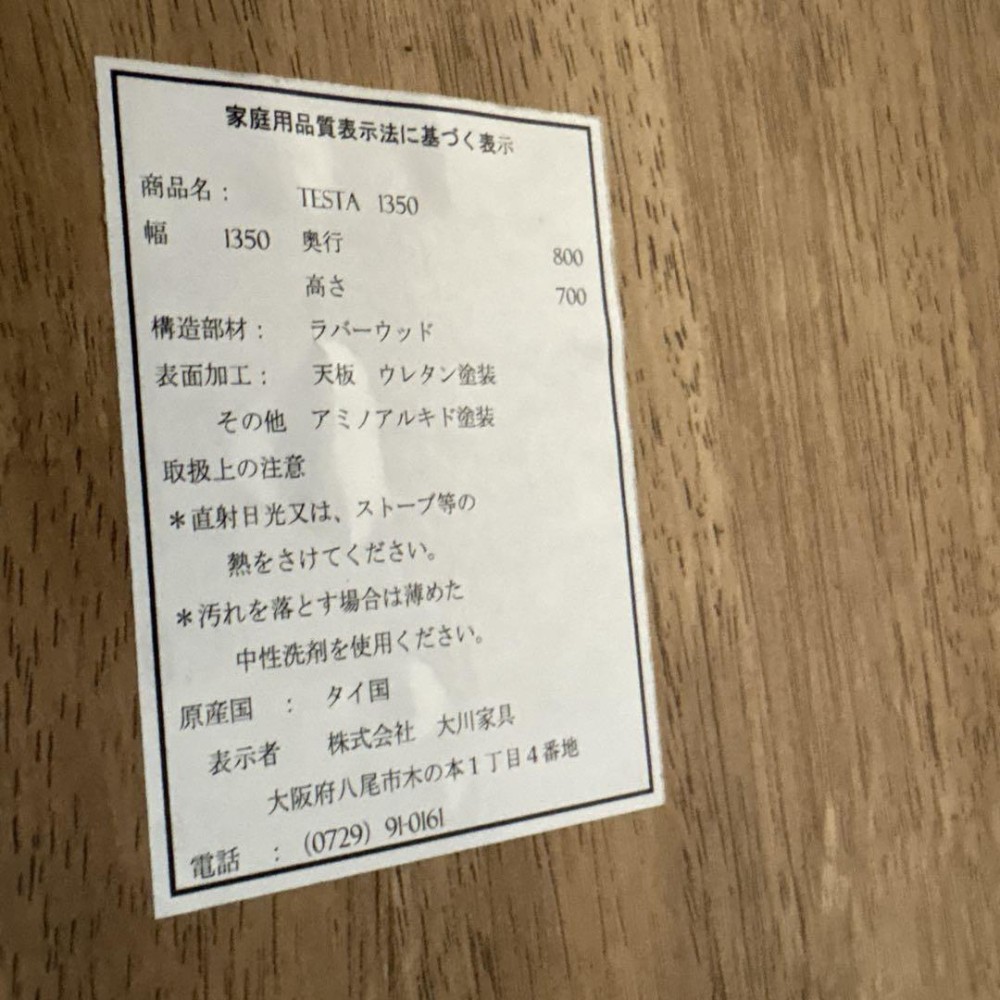 家庭用品質表示法に基づく表示
商品名： TESTA 1350
幅 1350 奥行 800
高さ 700
構造部材： ラバーウッド
表面加工： 天板 ウレタン塗装
その他 アミノアルキド塗装
取扱上の注意
＊直射日光又は、ストーブ等の
熱をさけてください。
＊汚れを落とす場合は薄めた
中性洗剤を使用ください。
原産国 ： タイ国
表示者 株式会社 大川家具
大阪府八尾市木の本１丁目４番地
電話 ： (0729) 91-0161